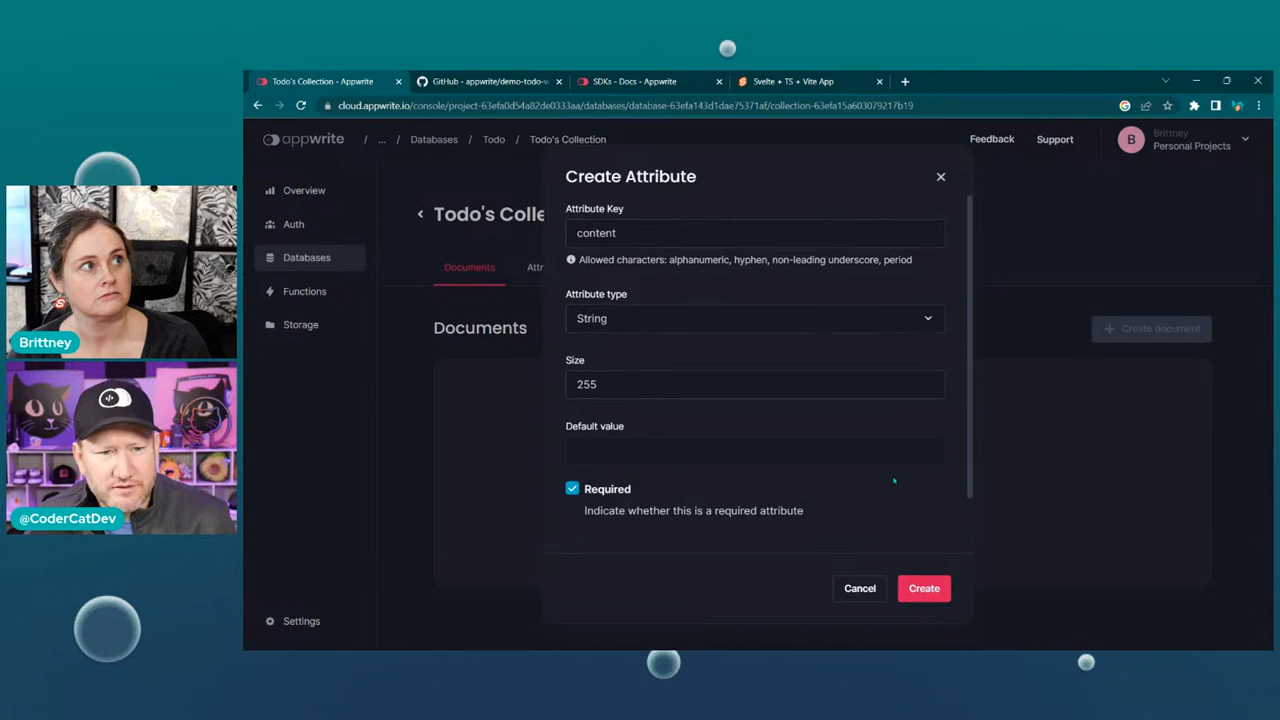 Todo's Collection - Appwrite
GitHub - appwrite/demo-todo-w
SDKs - Docs - Appwrite
Svelte + TS + Vite App
cloud.appwrite.io/console/project-63efa0d54a82de0333aa/databases/database-63efa143d1dae75371af/collection-63efa15a603079217b19
appwrite / ... / Databases / Todo / Todo's Collection
Feedback
Support
B
Brittney
Personal Projects
Overview
Auth
Databases
Functions
Storage
Settings
Todo's Colle
Documents
Attr
Documents
Create document
Create Attribute
Attribute Key
content
Allowed characters: alphanumeric, hyphen, non-leading underscore, period
Attribute type
String
Size
255
Default value
Required
Indicate whether this is a required attribute
Cancel
Create
Brittney
@CoderCatDev